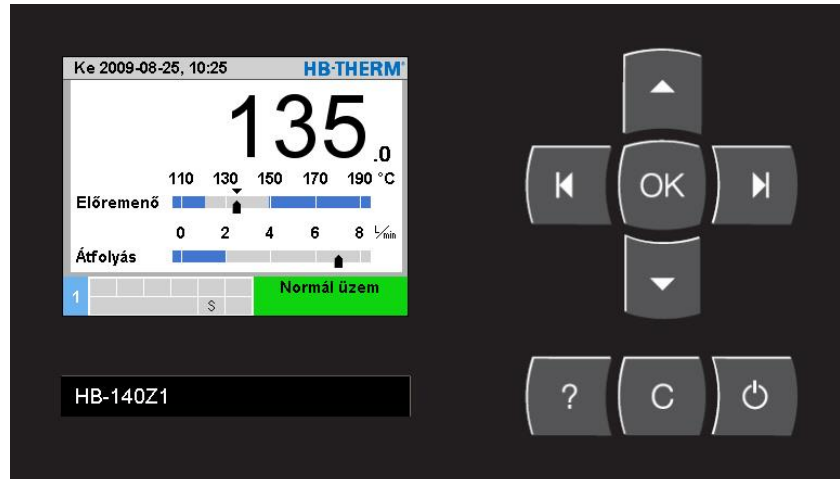 Ke 2009-08-25, 10:25 HB-THERM®
135.0
110 130 150 170 190 °C
Előremenő
0 2 4 6 8 L/min
Átfolyás
1 S Normál üzem
OK
HB-140Z1
? C